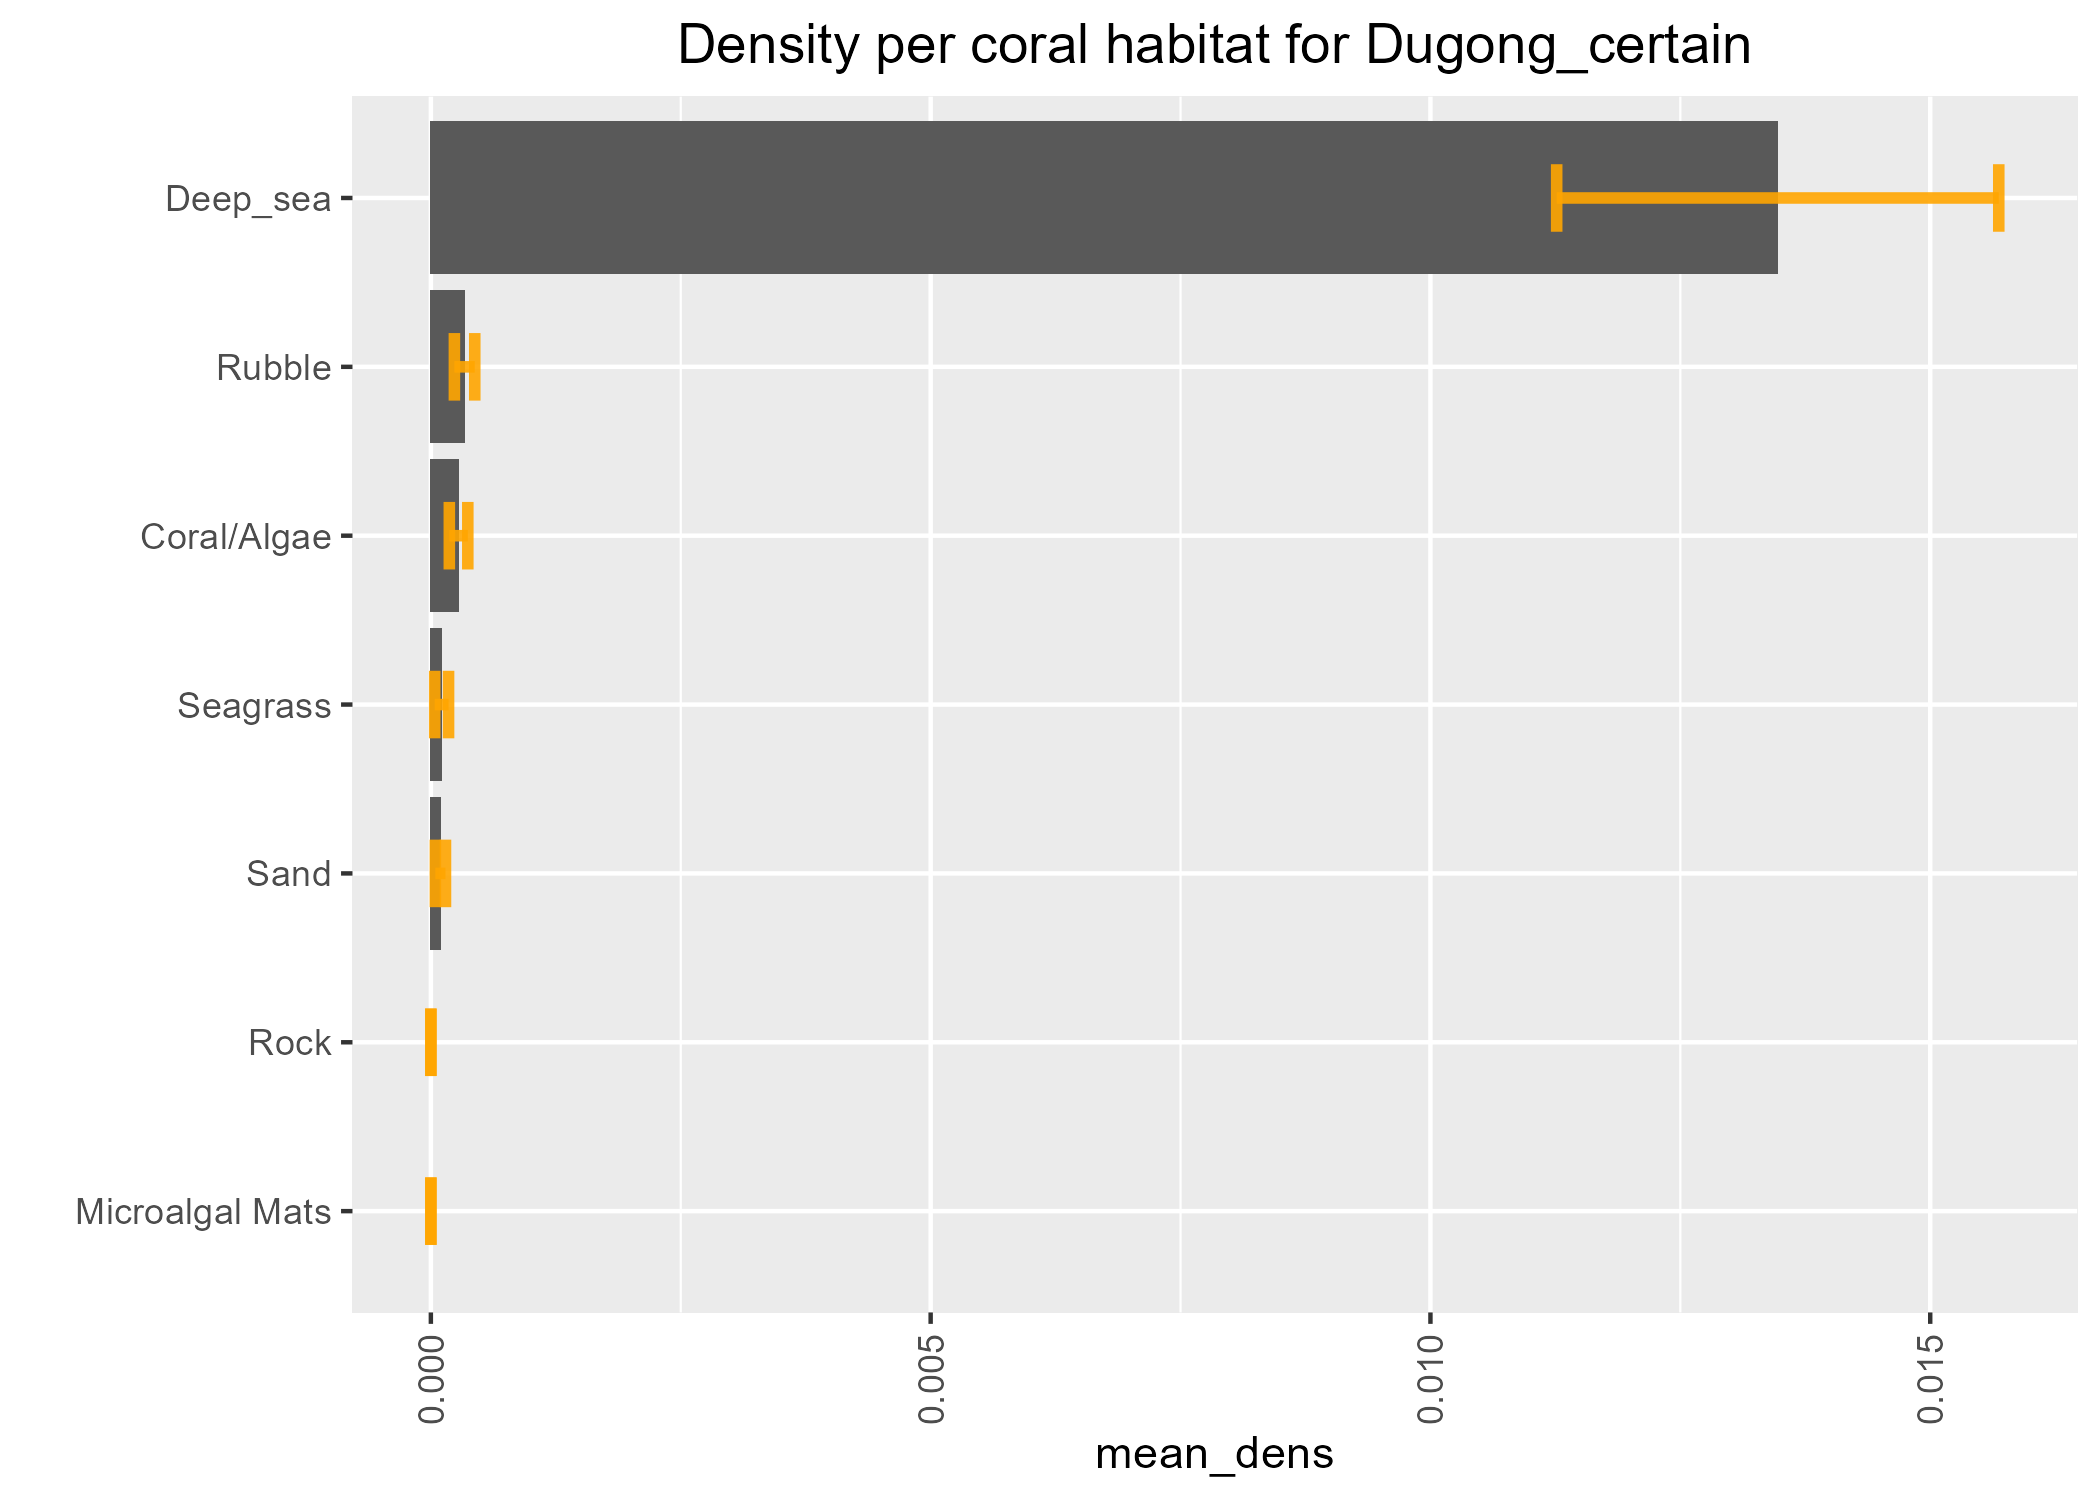 Density per coral habitat for Dugong_certain
Deep_sea
Rubble
Coral/Algae
Seagrass
Sand
Rock
Microalgal Mats
0.000
0.005
0.010
0.015
mean_dens